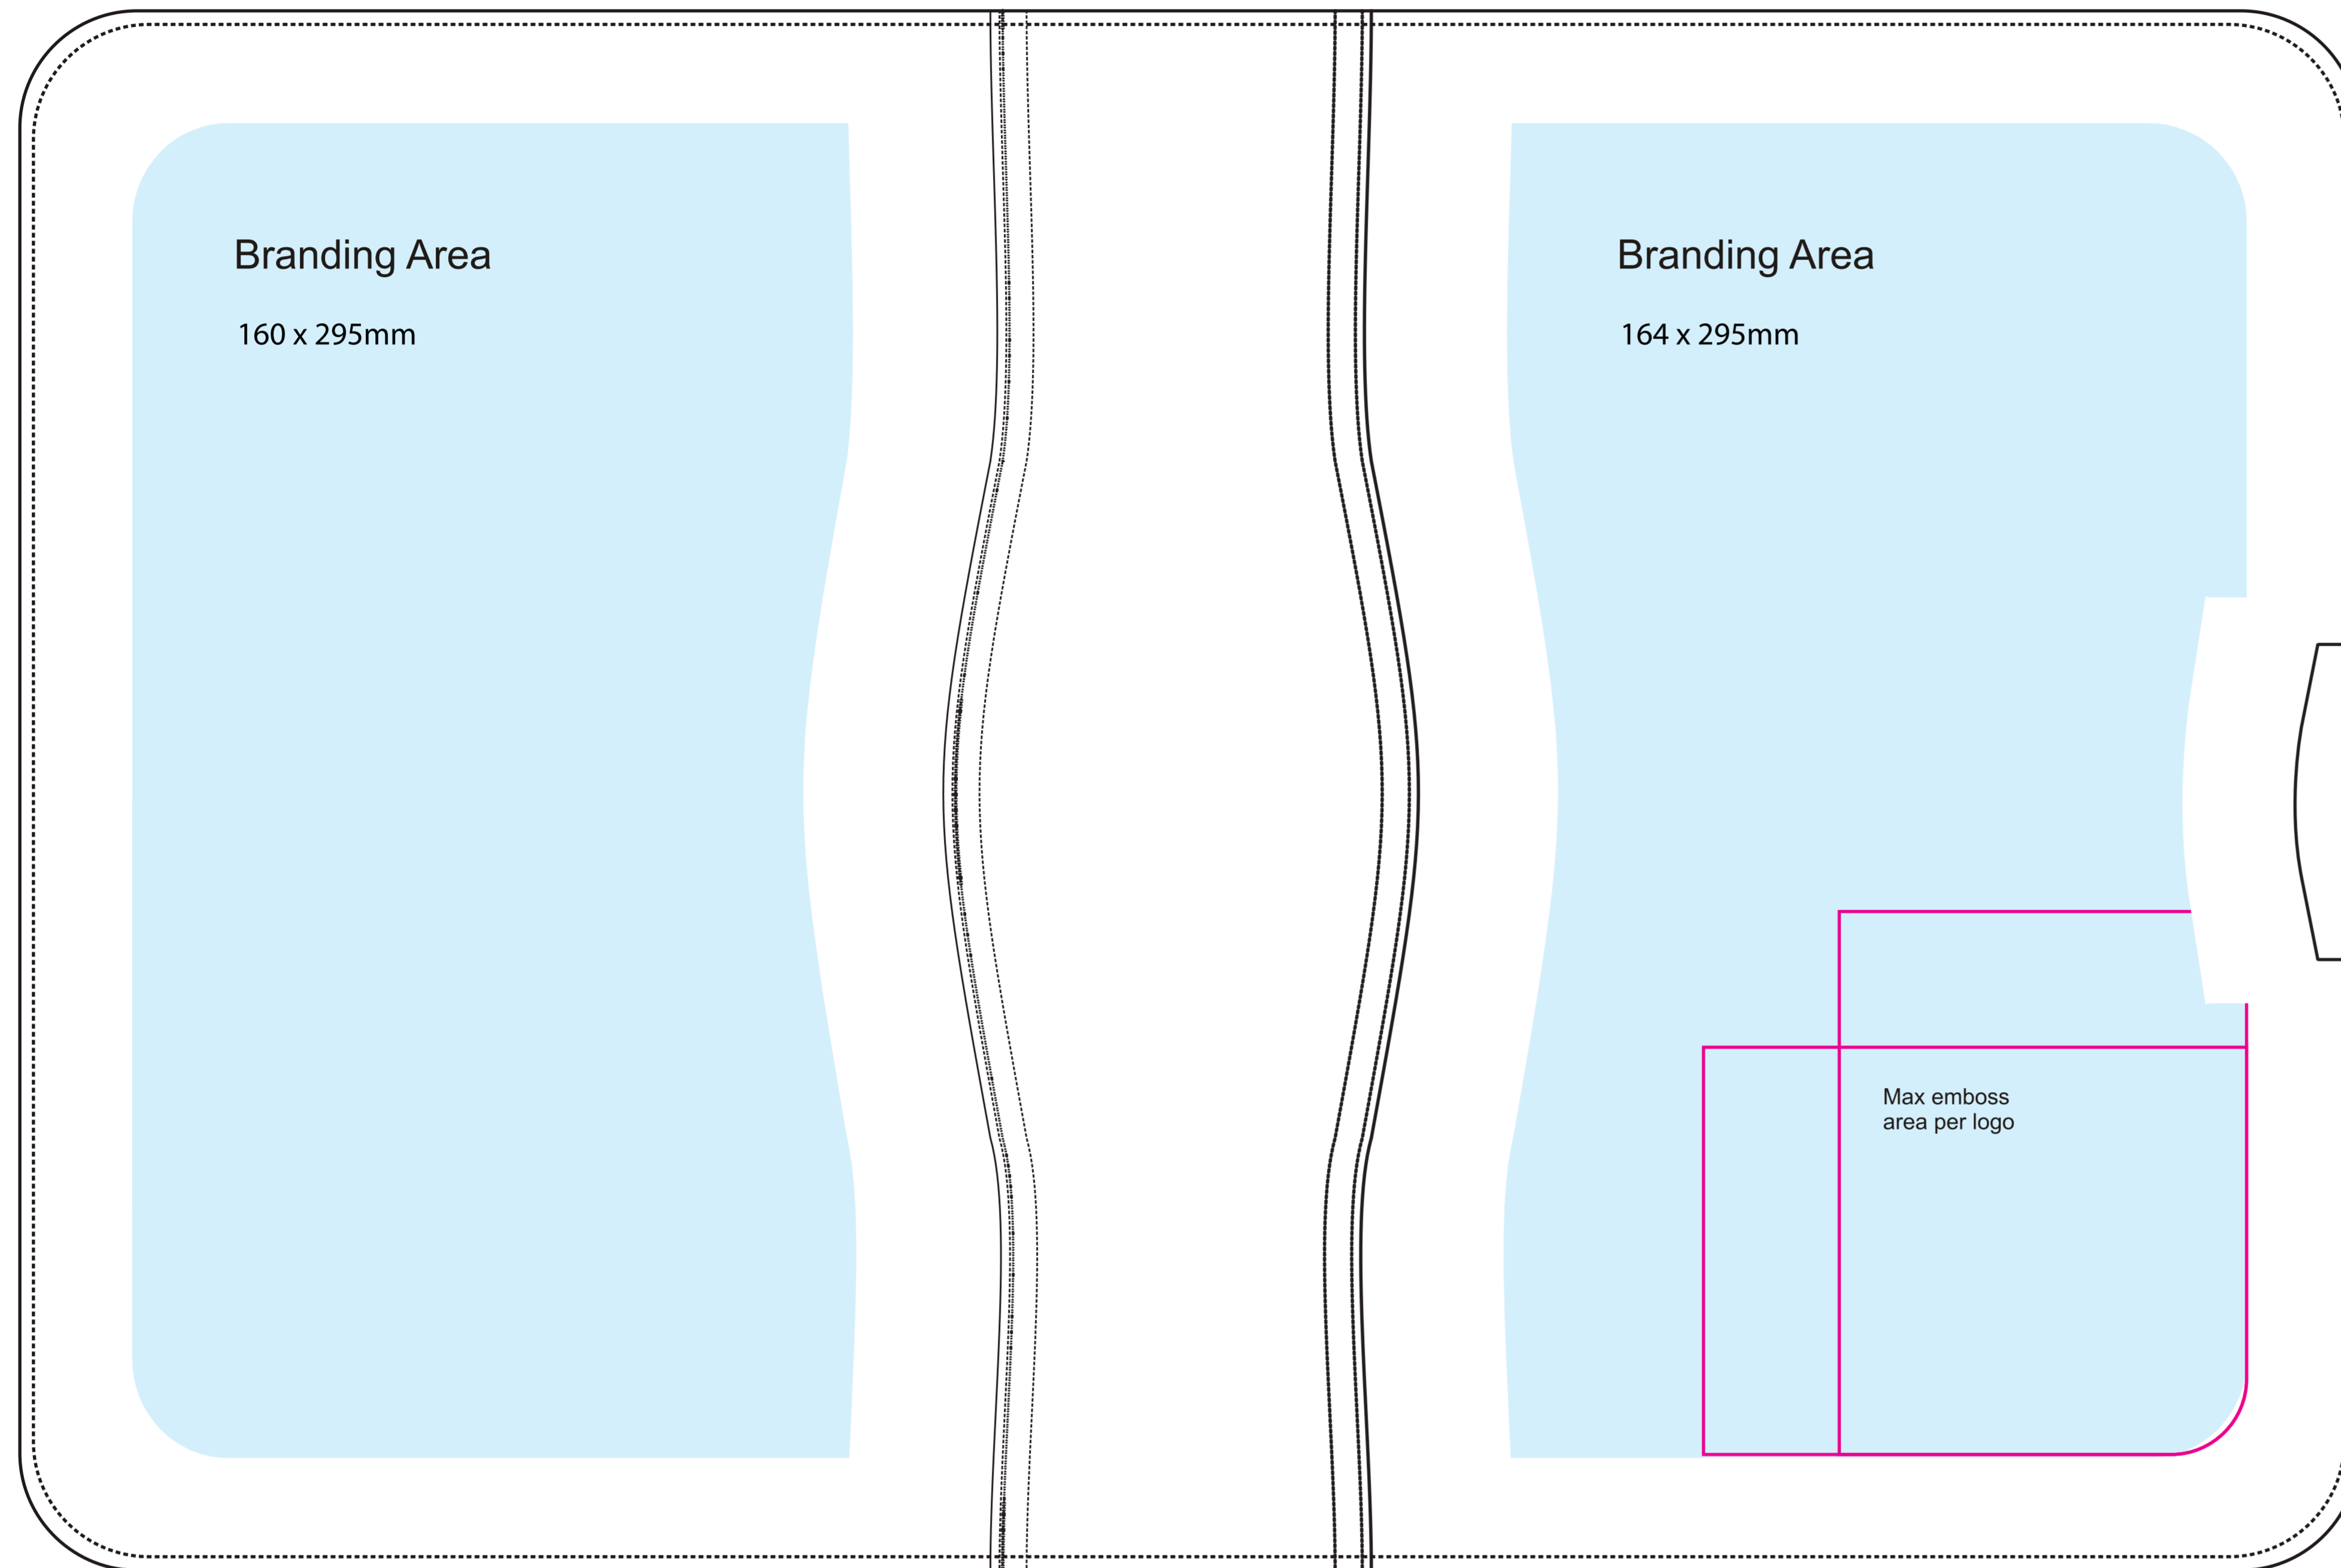 Branding Area
160 x 295mm
Branding Area
164 x 295mm
Max emboss
area per logo